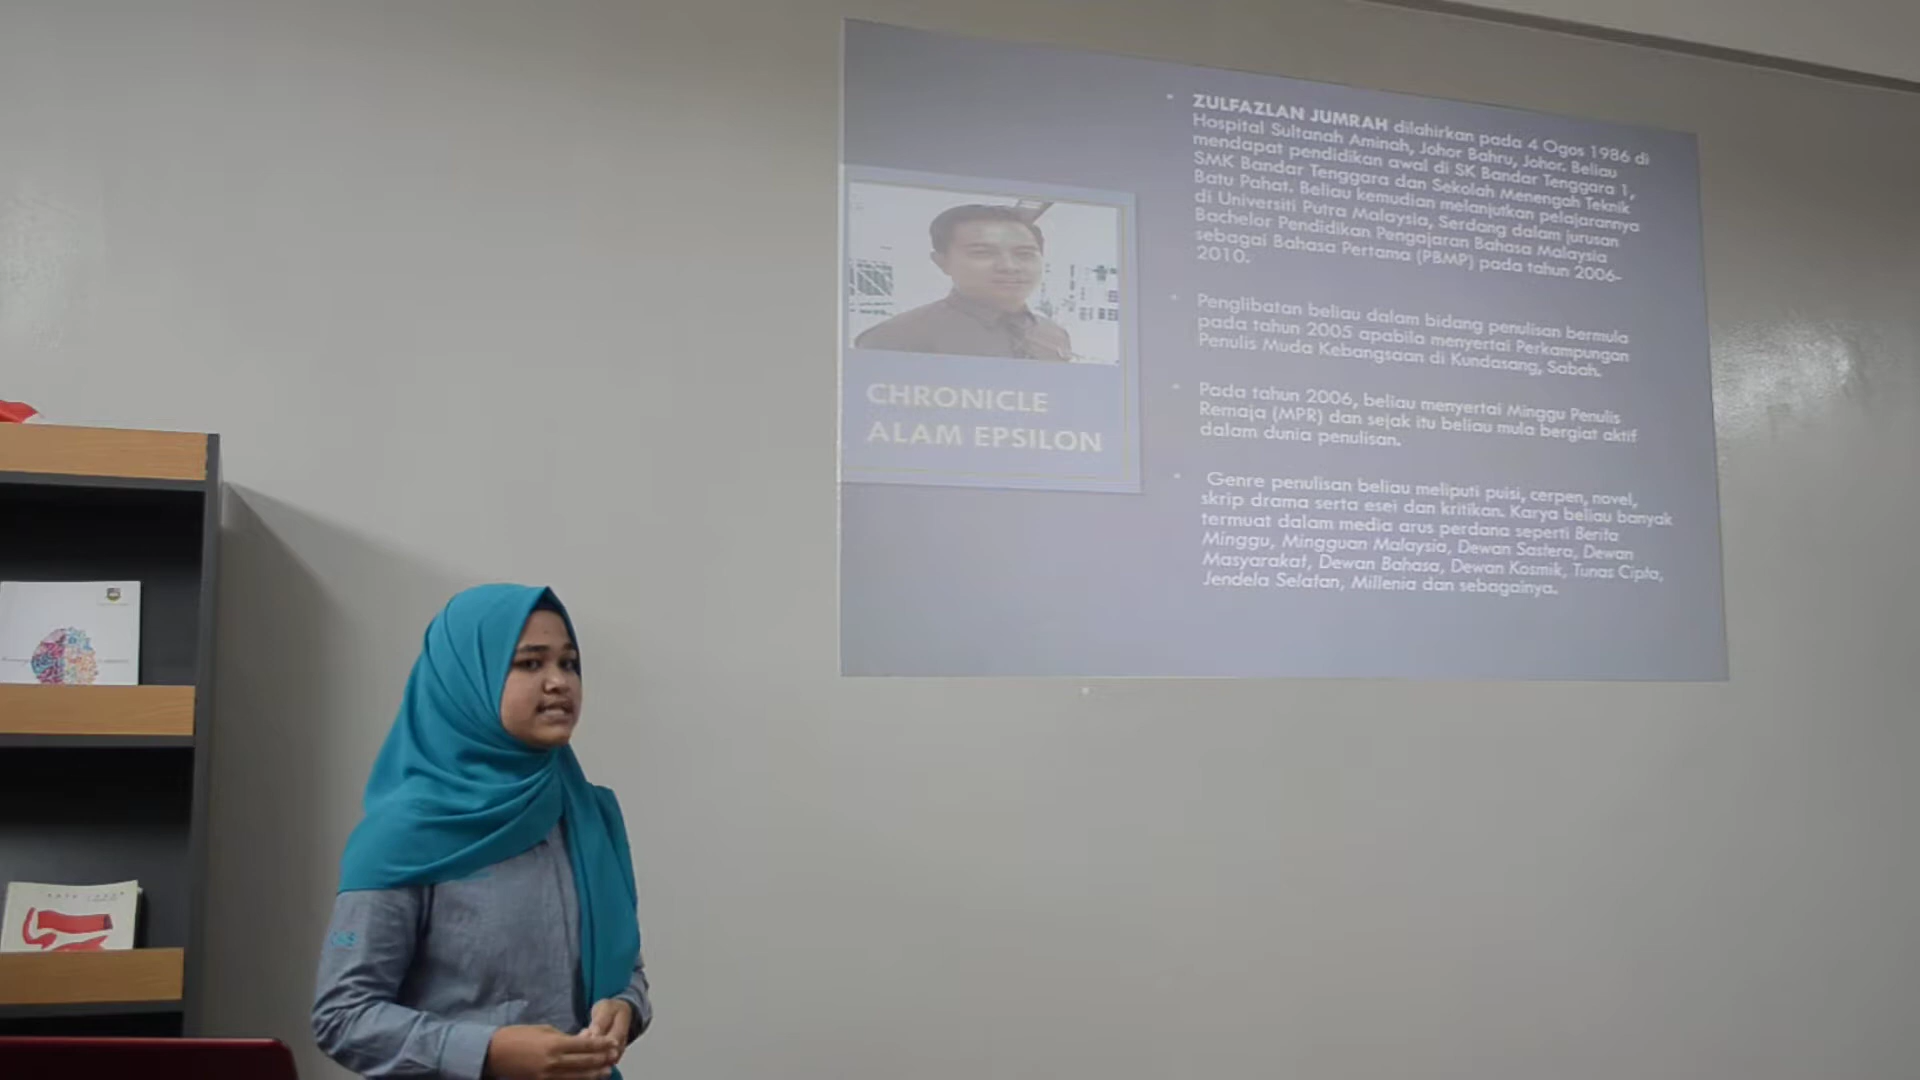 ZULFAZLAN JUMRAH dilahirkan pada 4 Ogos 1986 di
Hospital Sultanah Aminah, Johor Bahru, Johor. Beliau
mendapat pendidikan awal di SK Bandar Tenggara 1,
SMK Bandar Tenggara dan Sekolah Menengah Teknik
Batu Pahat. Beliau kemudian melanjutkan pelajarannya
di Universiti Putra Malaysia, Serdang dalam jurusan
Bachelor Pendidikan Pengajaran Bahasa Malaysia
sebagai Bahasa Pertama (PBMP) pada tahun 2006-
2010.
Penglibatan beliau dalam bidang penulisan bermula
pada tahun 2005 apabila menyertai Perkampungan
Penulis Muda Kebangsaan di Kundasang, Sabah.
Pada tahun 2006, beliau menyertai Minggu Penulis
Remaja (MPR) dan sejak itu beliau mula bergiat aktif
dalam dunia penulisan.
Genre penulisan beliau meliputi puisi, cerpen, novel,
skrip drama serta esei dan kritikan. Karya beliau banyak
termuat dalam media arus perdana seperti Berita
Minggu, Mingguan Malaysia, Dewan Sastera, Dewan
Masyarakat, Dewan Bahasa, Dewan Kosmik, Tunas Cipta,
Jendela Selatan, Millenia dan sebagainya.
CHRONICLE
ALAM EPSILON